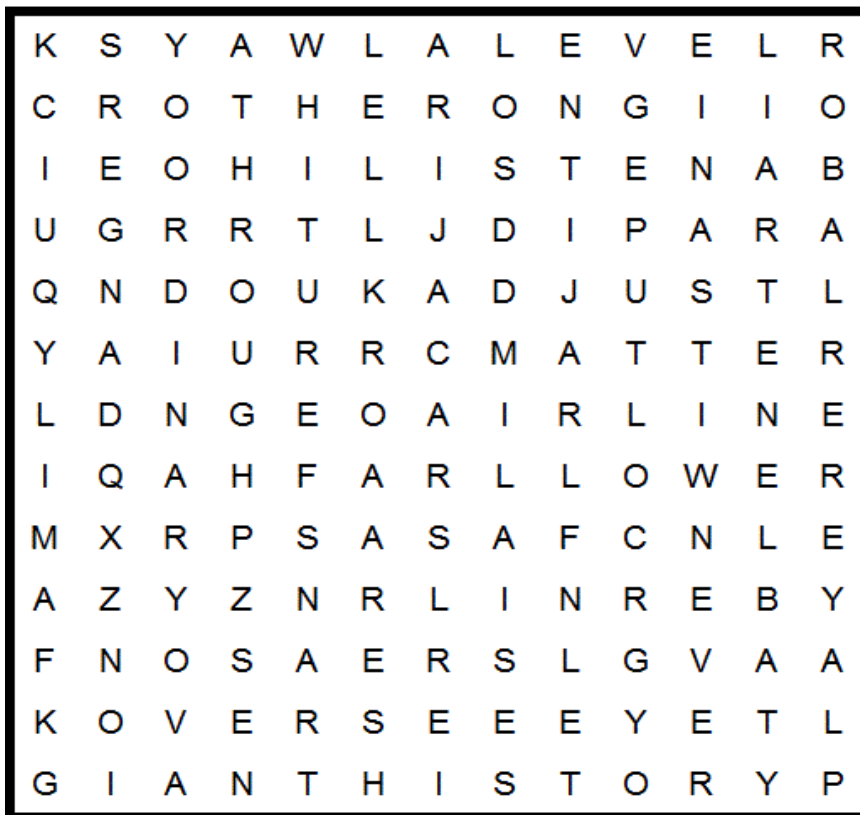 K S Y A W L A L E V E L R
C R O T H E R O N G I I O
I E O H I L I S T E N A B
U G R R T L J D I P A R A
Q N D O U K A D J U S T L
Y A I U R R C M A T T E R
L D N G E O A I R L I N E
I Q A H F A R L L O W E R
M X R P S A S A F C N L E
A Z Y Z N R L I N R E B Y
F N O S A E R S L G V A A
K O V E R S E E E Y E T L
G I A N T H I S T O R Y P